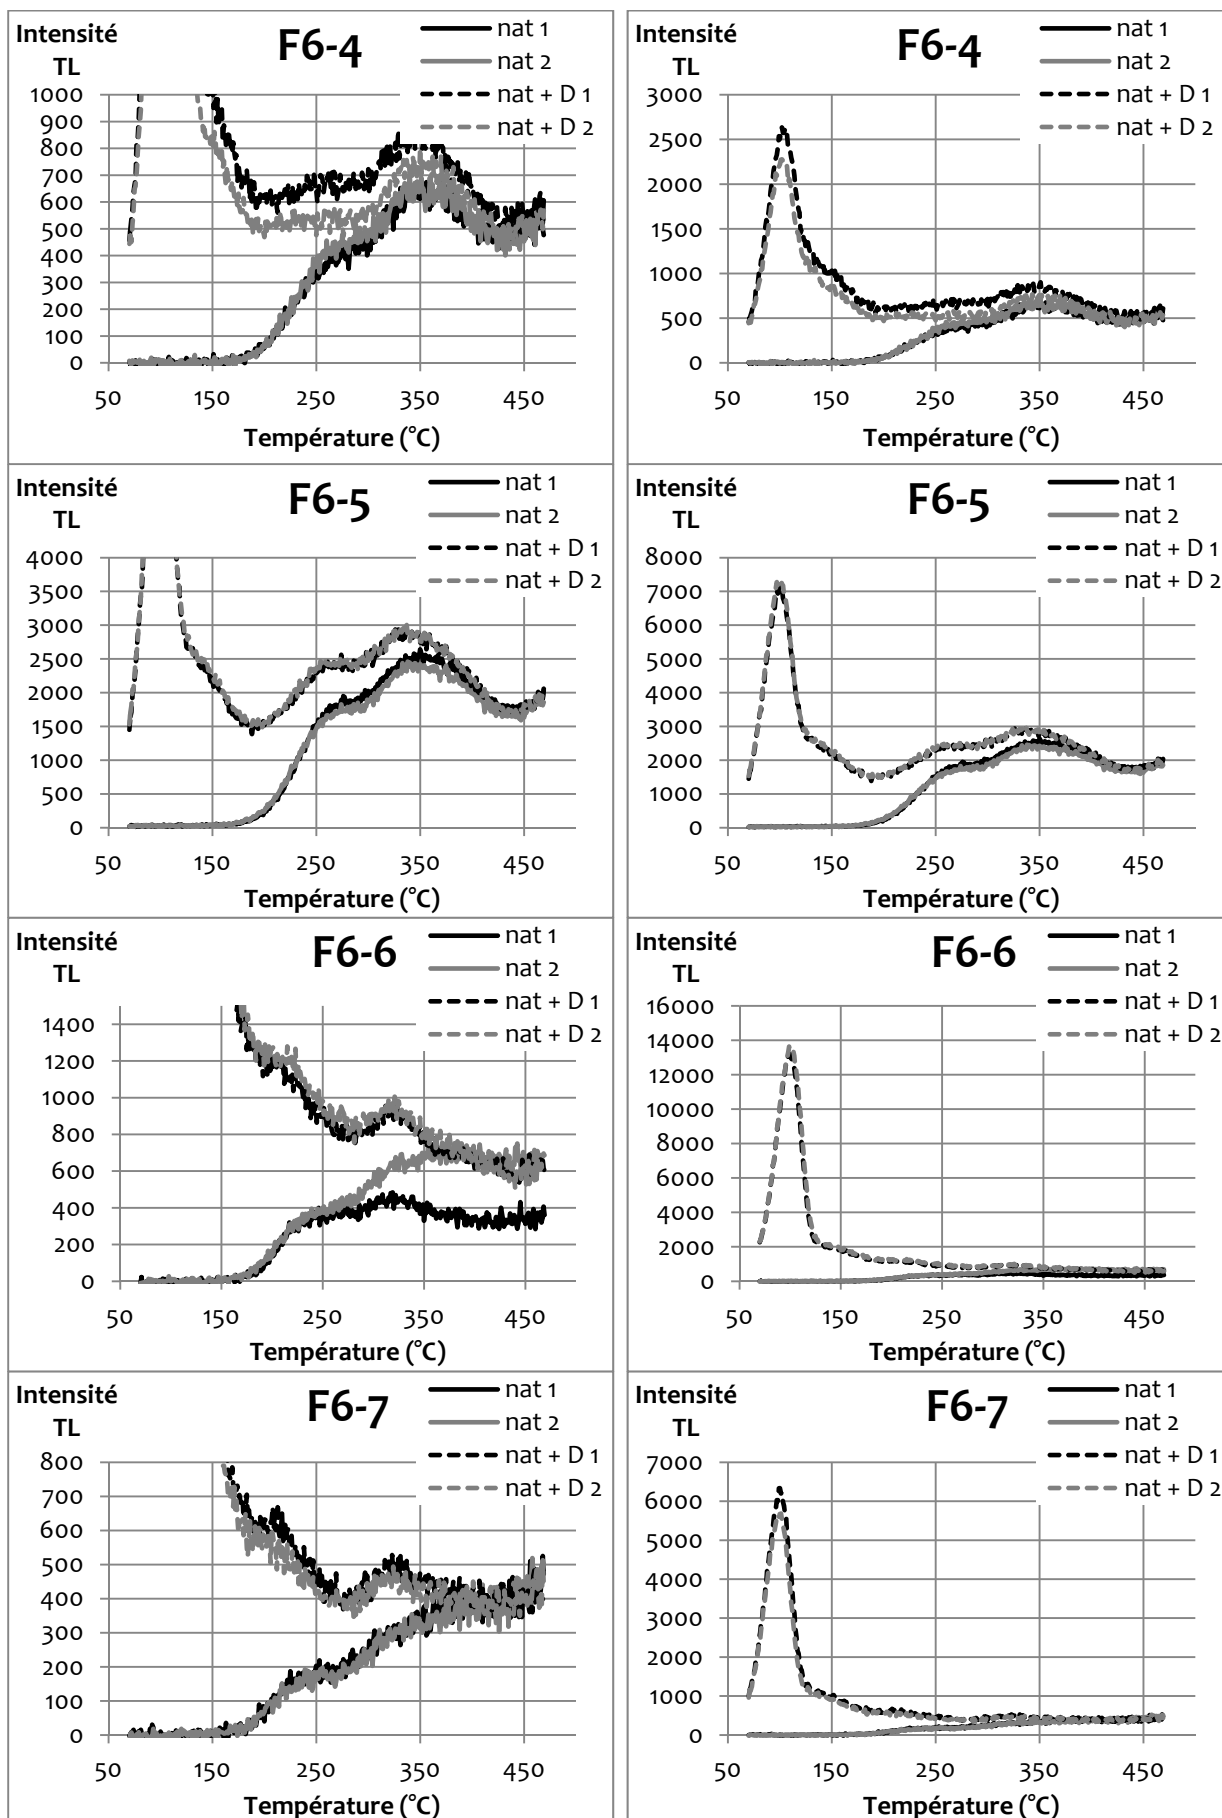 Intensité
TL
F6-4
nat 1
nat 2
nat + D 1
nat + D 2
1000
900
800
700
600
500
400
300
200
100
0
50 150 250 350 450
Température (°C)
Intensité
TL
F6-4
nat 1
nat 2
nat + D 1
nat + D 2
3000
2500
2000
1500
1000
500
0
50 150 250 350 450
Température (°C)
Intensité
TL
F6-5
nat 1
nat 2
nat + D 1
nat + D 2
4000
3500
3000
2500
2000
1500
1000
500
0
50 150 250 350 450
Température (°C)
Intensité
TL
F6-5
nat 1
nat 2
nat + D 1
nat + D 2
8000
7000
6000
5000
4000
3000
2000
1000
0
50 150 250 350 450
Température (°C)
Intensité
TL
F6-6
nat 1
nat 2
nat + D 1
nat + D 2
1400
1200
1000
800
600
400
200
0
50 150 250 350 450
Température (°C)
Intensité
TL
F6-6
nat 1
nat 2
nat + D 1
nat + D 2
16000
14000
12000
10000
8000
6000
4000
2000
0
50 150 250 350 450
Température (°C)
Intensité
TL
F6-7
nat 1
nat 2
nat + D 1
nat + D 2
800
700
600
500
400
300
200
100
0
50 150 250 350 450
Température (°C)
Intensité
TL
F6-7
nat 1
nat 2
nat + D 1
nat + D 2
7000
6000
5000
4000
3000
2000
1000
0
50 150 250 350 450
Température (°C)